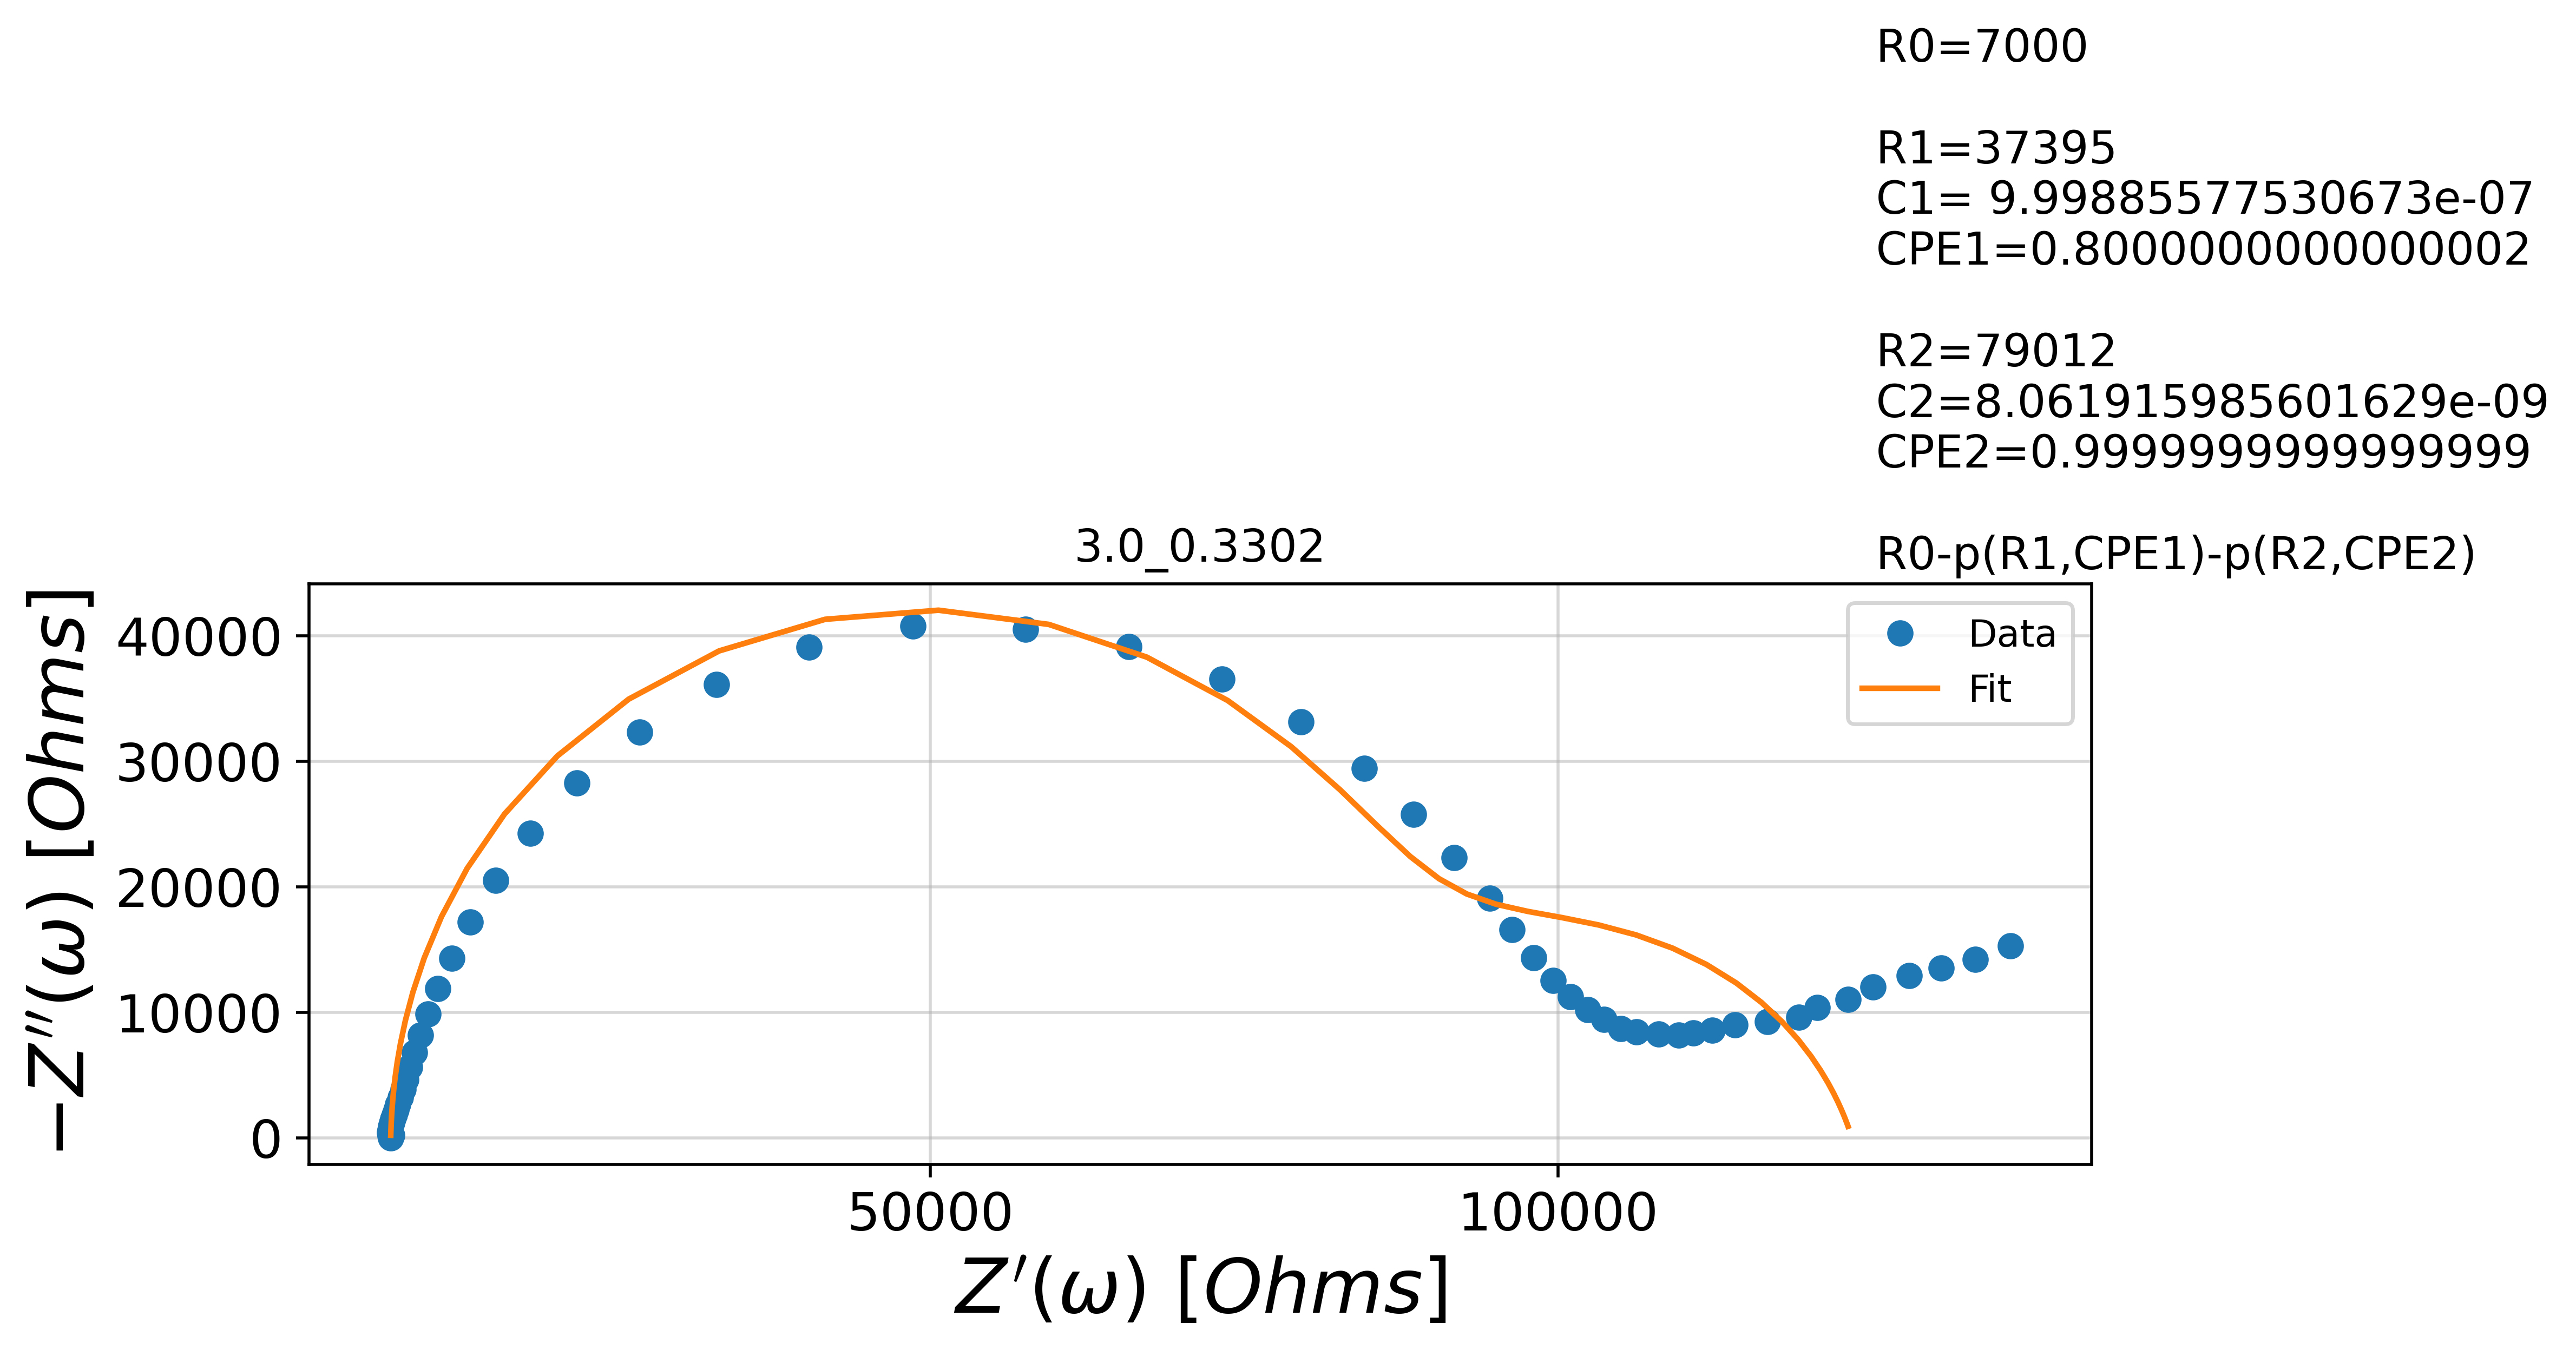 R0=7000
R1=37395
C1= 9.99885577530673e-07
CPE1=0.8000000000000002
R2=79012
C2=8.061915985601629e-09
CPE2=0.9999999999999999
R0-p(R1,CPE1)-p(R2,CPE2)
3.0_0.3302
Data
Fit
−Z″(ω) [Ohms]
40000
30000
20000
10000
0
50000
100000
Z′(ω) [Ohms]